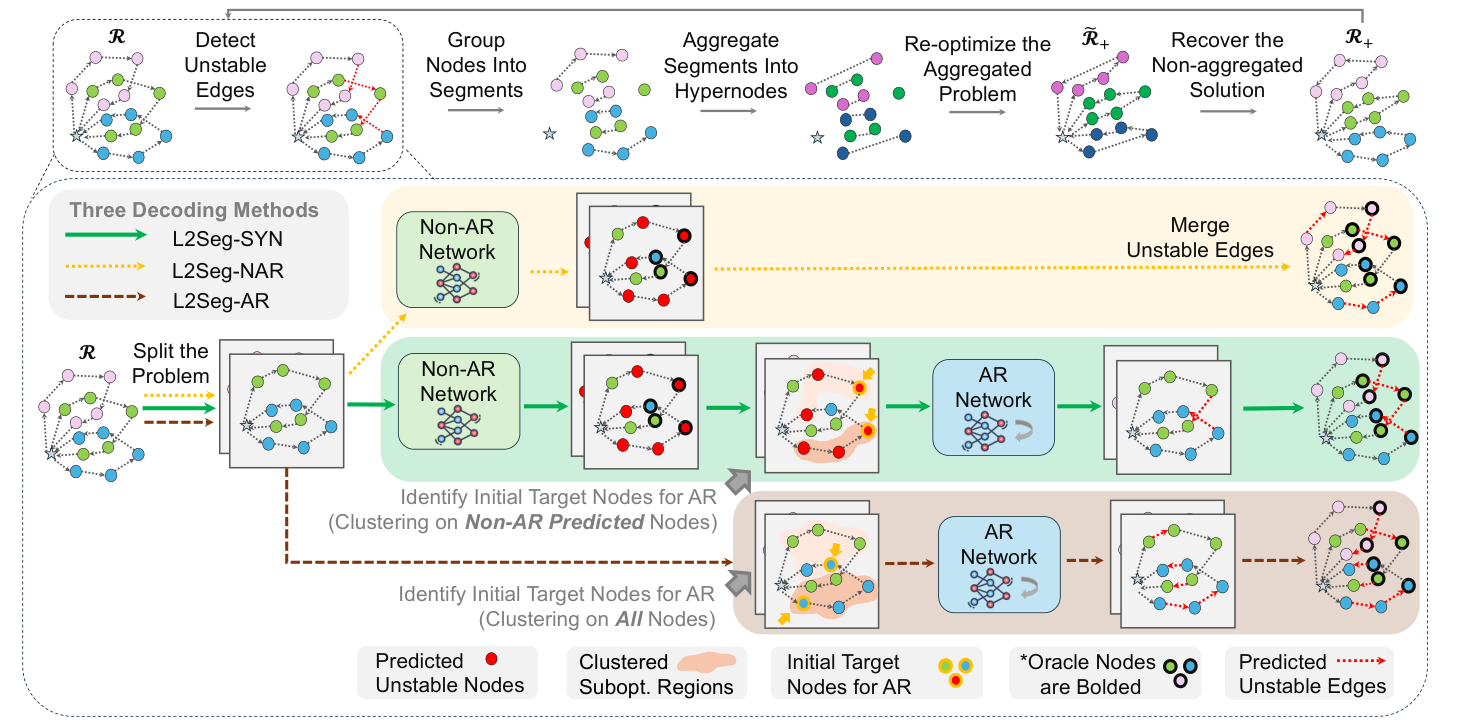 𝓡
Detect
Unstable
Edges
Group
Nodes Into
Segments
Aggregate
Segments Into
Hypernodes
Re-optimize the
Aggregated
Problem
𝓡̃₊
Recover the
Non-aggregated
Solution
𝓡₊
Three Decoding Methods
L2Seg-SYN
L2Seg-NAR
L2Seg-AR
Non-AR
Network
Merge
Unstable Edges
𝓡
Split the
Problem
Non-AR
Network
AR
Network
Identify Initial Target Nodes for AR
(Clustering on Non-AR Predicted Nodes)
AR
Network
Identify Initial Target Nodes for AR
(Clustering on All Nodes)
Predicted
Unstable Nodes
Clustered
Subopt. Regions
Initial Target
Nodes for AR
*Oracle Nodes
are Bolded
Predicted
Unstable Edges